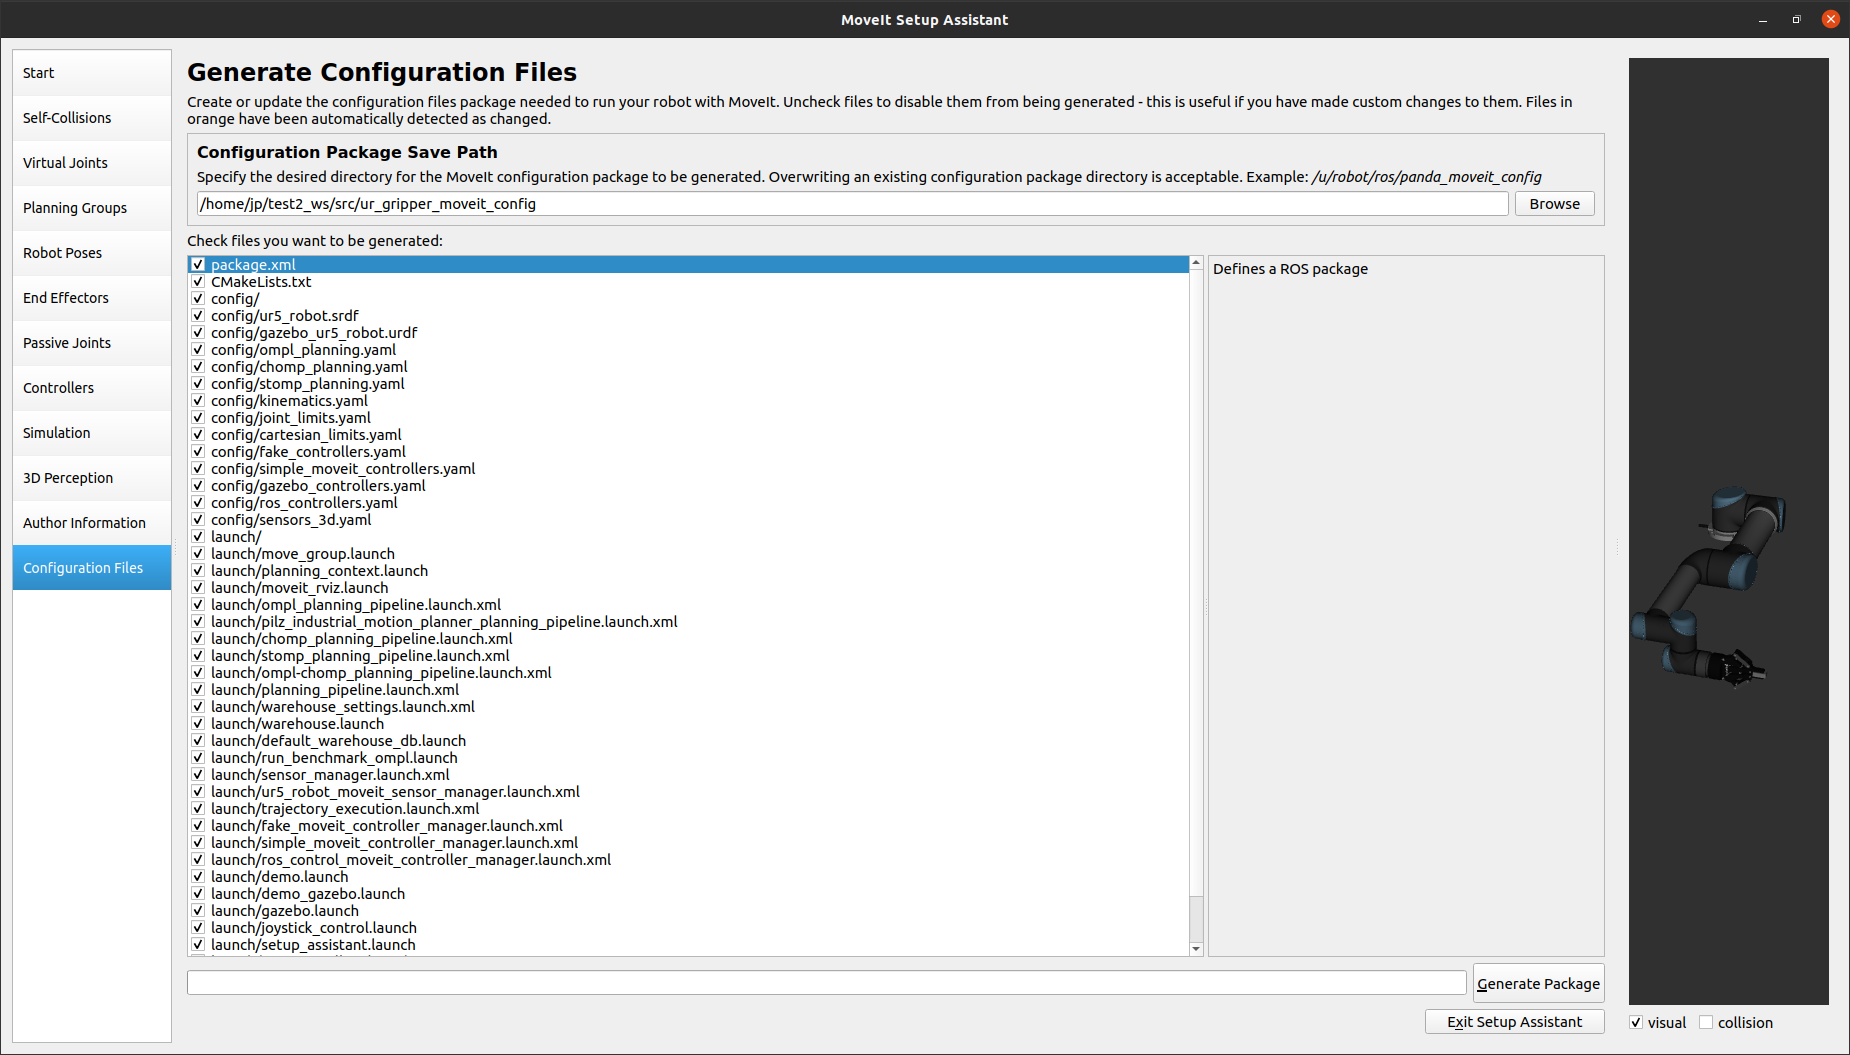 MoveIt Setup Assistant
Start
Self-Collisions
Virtual Joints
Planning Groups
Robot Poses
End Effectors
Passive Joints
Controllers
Simulation
3D Perception
Author Information
Configuration Files
Generate Configuration Files
Create or update the configuration files package needed to run your robot with MoveIt. Uncheck files to disable them from being generated - this is useful if you have made custom changes to them. Files in
orange have been automatically detected as changed.
Configuration Package Save Path
Specify the desired directory for the MoveIt configuration package to be generated. Overwriting an existing configuration package directory is acceptable. Example: /u/robot/ros/panda_moveit_config
/home/jp/test2_ws/src/ur_gripper_moveit_config
Browse
Check files you want to be generated:
package.xml
CMakeLists.txt
config/
config/ur5_robot.srdf
config/gazebo_ur5_robot.urdf
config/ompl_planning.yaml
config/chomp_planning.yaml
config/stomp_planning.yaml
config/kinematics.yaml
config/joint_limits.yaml
config/cartesian_limits.yaml
config/fake_controllers.yaml
config/simple_moveit_controllers.yaml
config/gazebo_controllers.yaml
config/ros_controllers.yaml
config/sensors_3d.yaml
launch/
launch/move_group.launch
launch/planning_context.launch
launch/moveit_rviz.launch
launch/ompl_planning_pipeline.launch.xml
launch/pilz_industrial_motion_planner_planning_pipeline.launch.xml
launch/chomp_planning_pipeline.launch.xml
launch/stomp_planning_pipeline.launch.xml
launch/ompl-chomp_planning_pipeline.launch.xml
launch/planning_pipeline.launch.xml
launch/warehouse_settings.launch.xml
launch/warehouse.launch
launch/default_warehouse_db.launch
launch/run_benchmark_ompl.launch
launch/sensor_manager.launch.xml
launch/ur5_robot_moveit_sensor_manager.launch.xml
launch/trajectory_execution.launch.xml
launch/fake_moveit_controller_manager.launch.xml
launch/simple_moveit_controller_manager.launch.xml
launch/ros_control_moveit_controller_manager.launch.xml
launch/demo.launch
launch/demo_gazebo.launch
launch/gazebo.launch
launch/joystick_control.launch
launch/setup_assistant.launch
Defines a ROS package
Generate Package
Exit Setup Assistant
visual
collision